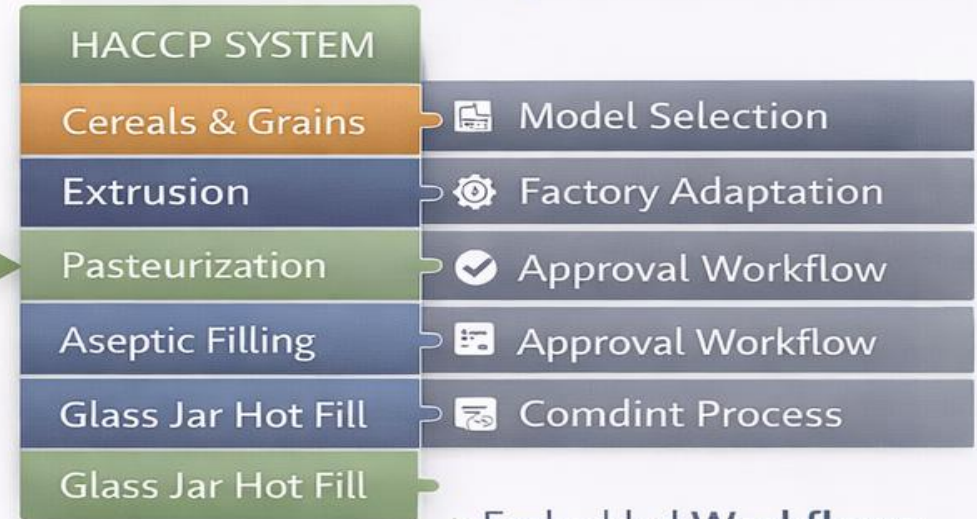 HACCP SYSTEM
Cereals & Grains
Model Selection
Extrusion
Factory Adaptation
Pasteurization
Approval Workflow
Aseptic Filling
Approval Workflow
Glass Jar Hot Fill
Comdint Process
Glass Jar Hot Fill